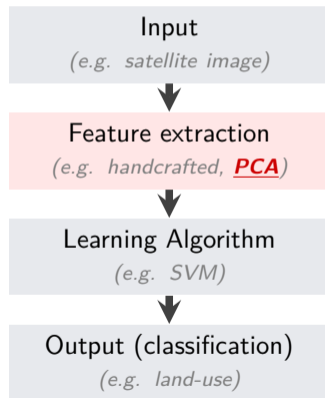 Input
(e.g. satellite image)
Feature extraction
(e.g. handcrafted, PCA)
Learning Algorithm
(e.g. SVM)
Output (classification)
(e.g. land-use)